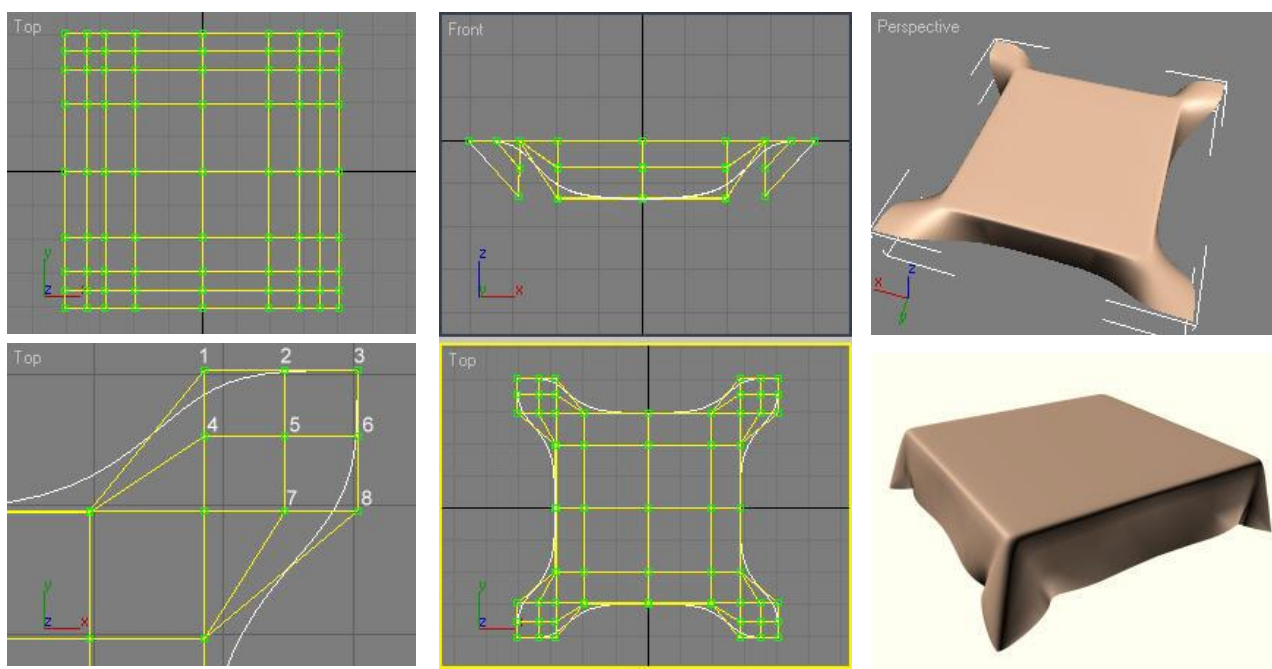 Top
y
z
Front
z
y x
Perspective
x
z
y
Top
1 2 3
4 5 6
7 8
y
z x
Top
y
z